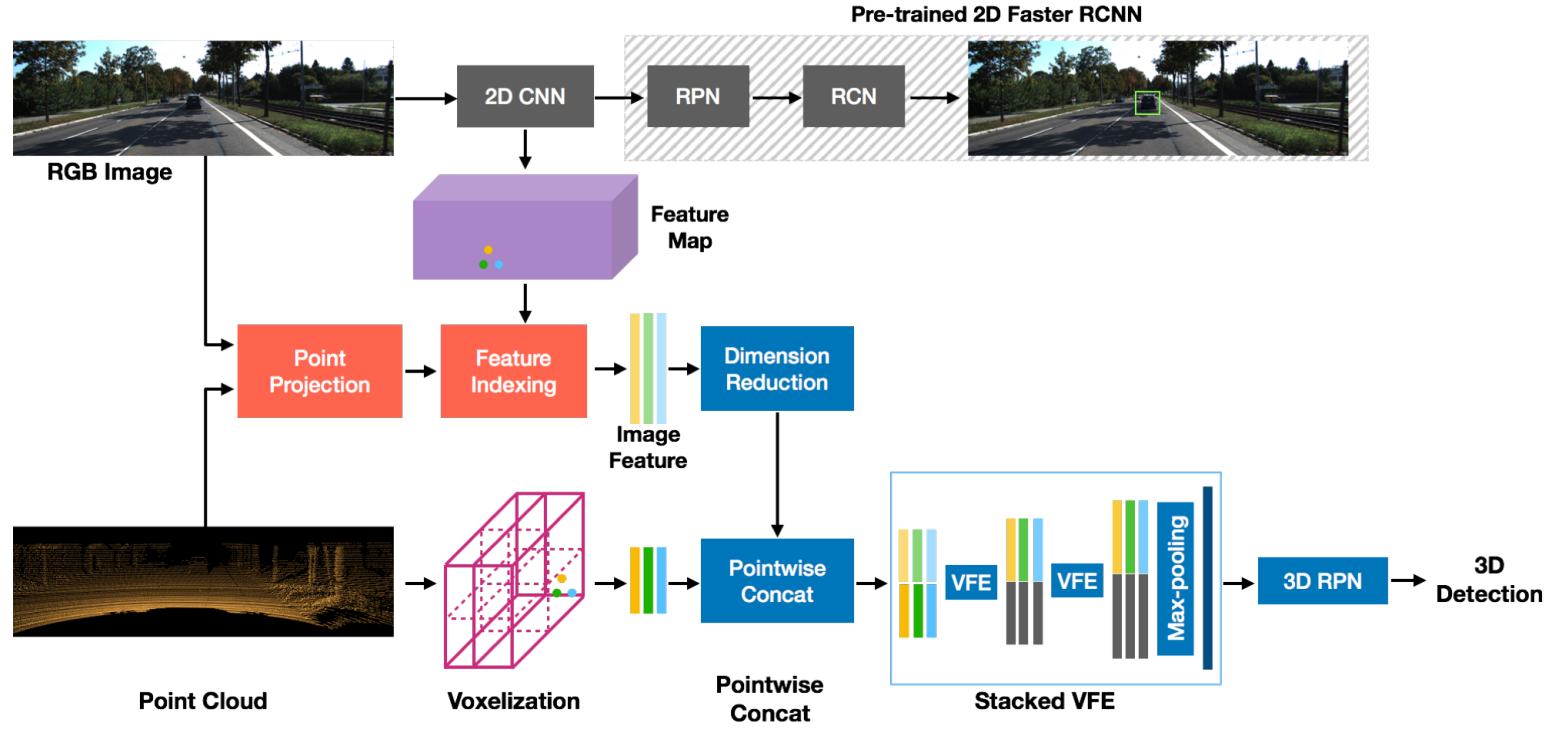 Pre-trained 2D Faster RCNN
2D CNN
RPN
RCN
RGB Image
Feature
Map
Point
Projection
Feature
Indexing
Dimension
Reduction
Image
Feature
Pointwise
Concat
VFE
VFE
Max-pooling
3D RPN
3D
Detection
Point Cloud
Voxelization
Pointwise
Concat
Stacked VFE